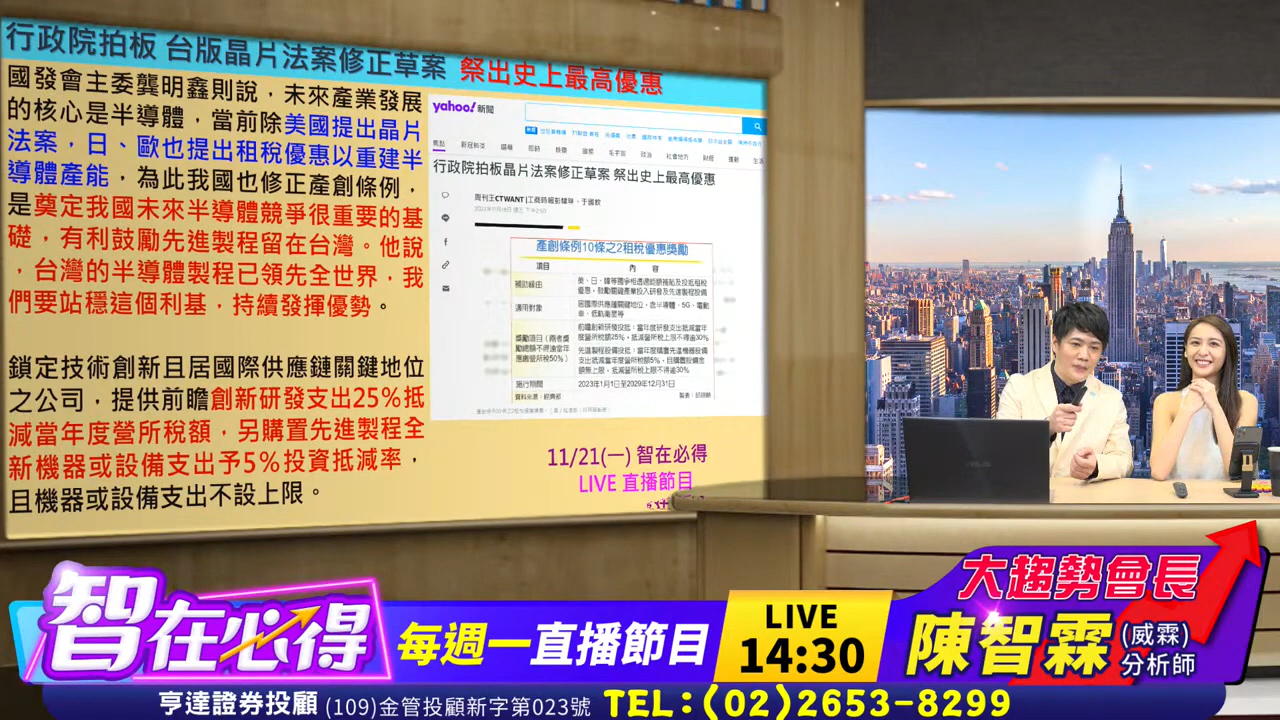 行政院拍板 台版晶片法案修正草案 祭出史上最高優惠
國發會主委龔明鑫則說，未來產業發展
的核心是半導體，當前除美國提出晶片
法案，日、歐也提出租稅優惠以重建半
導體產能，為此我國也修正產創條例，
是奠定我國未來半導體競爭很重要的基
礎，有利鼓勵先進製程留在台灣。他說
，台灣的半導體製程已領先全世界，我
們要站穩這個利基，持續發揮優勢。
鎖定技術創新且居國際供應鏈關鍵地位
之公司，提供前瞻創新研發支出25%抵
減當年度營所稅額，另購置先進製程全
新機器或設備支出予5%投資抵減率，
且機器或設備支出不設上限。
yahoo! 新聞
行政院拍板晶片法案修正草案 祭出史上最高優惠
產創條例10條之2租稅優惠獎勵
項目 內 容
補助緣由
適用對象
施行期間 2023年1月1日至2029年12月31日
資料來源：經濟部
11/21(一) 智在必得
LIVE 直播節目
智在必得
每週一直播節目
LIVE
14:30
大趨勢會長
陳智霖
(威霖)
分析師
亨達證券投顧 (109)金管投顧新字第023號 TEL：(02)2653-8299